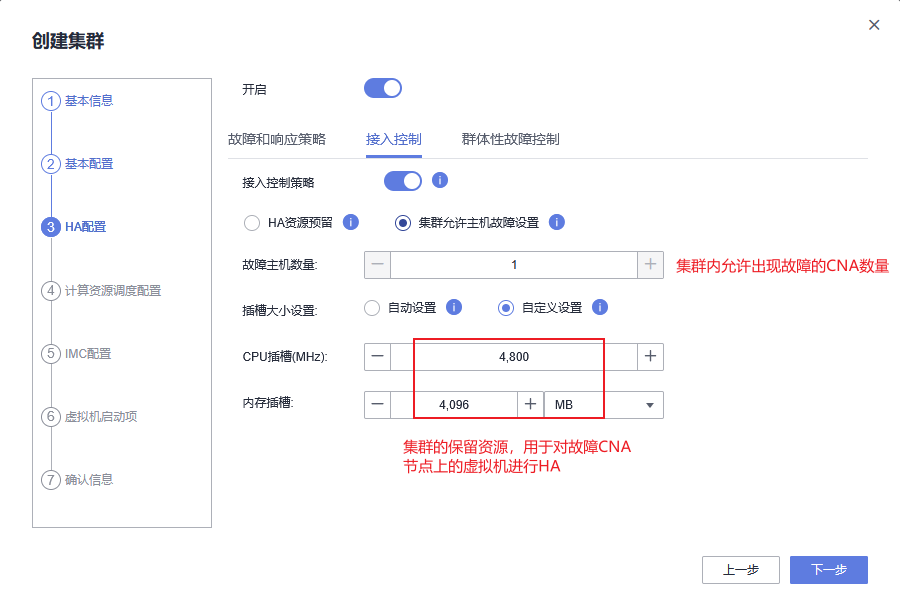 创建集群
1 基本信息
2 基本配置
3 HA配置
4 计算资源调度配置
5 IMC配置
6 虚拟机启动项
7 确认信息
开启
故障和响应策略 接入控制 群体性故障控制
接入控制策略
HA资源预留 集群允许主机故障设置
故障主机数量: 1 集群内允许出现故障的CNA数量
插槽大小设置: 自动设置 自定义设置
CPU插槽(MHz): 4,800
内存插槽: 4,096 MB
集群的保留资源，用于对故障CNA
节点上的虚拟机进行HA
上一步 下一步